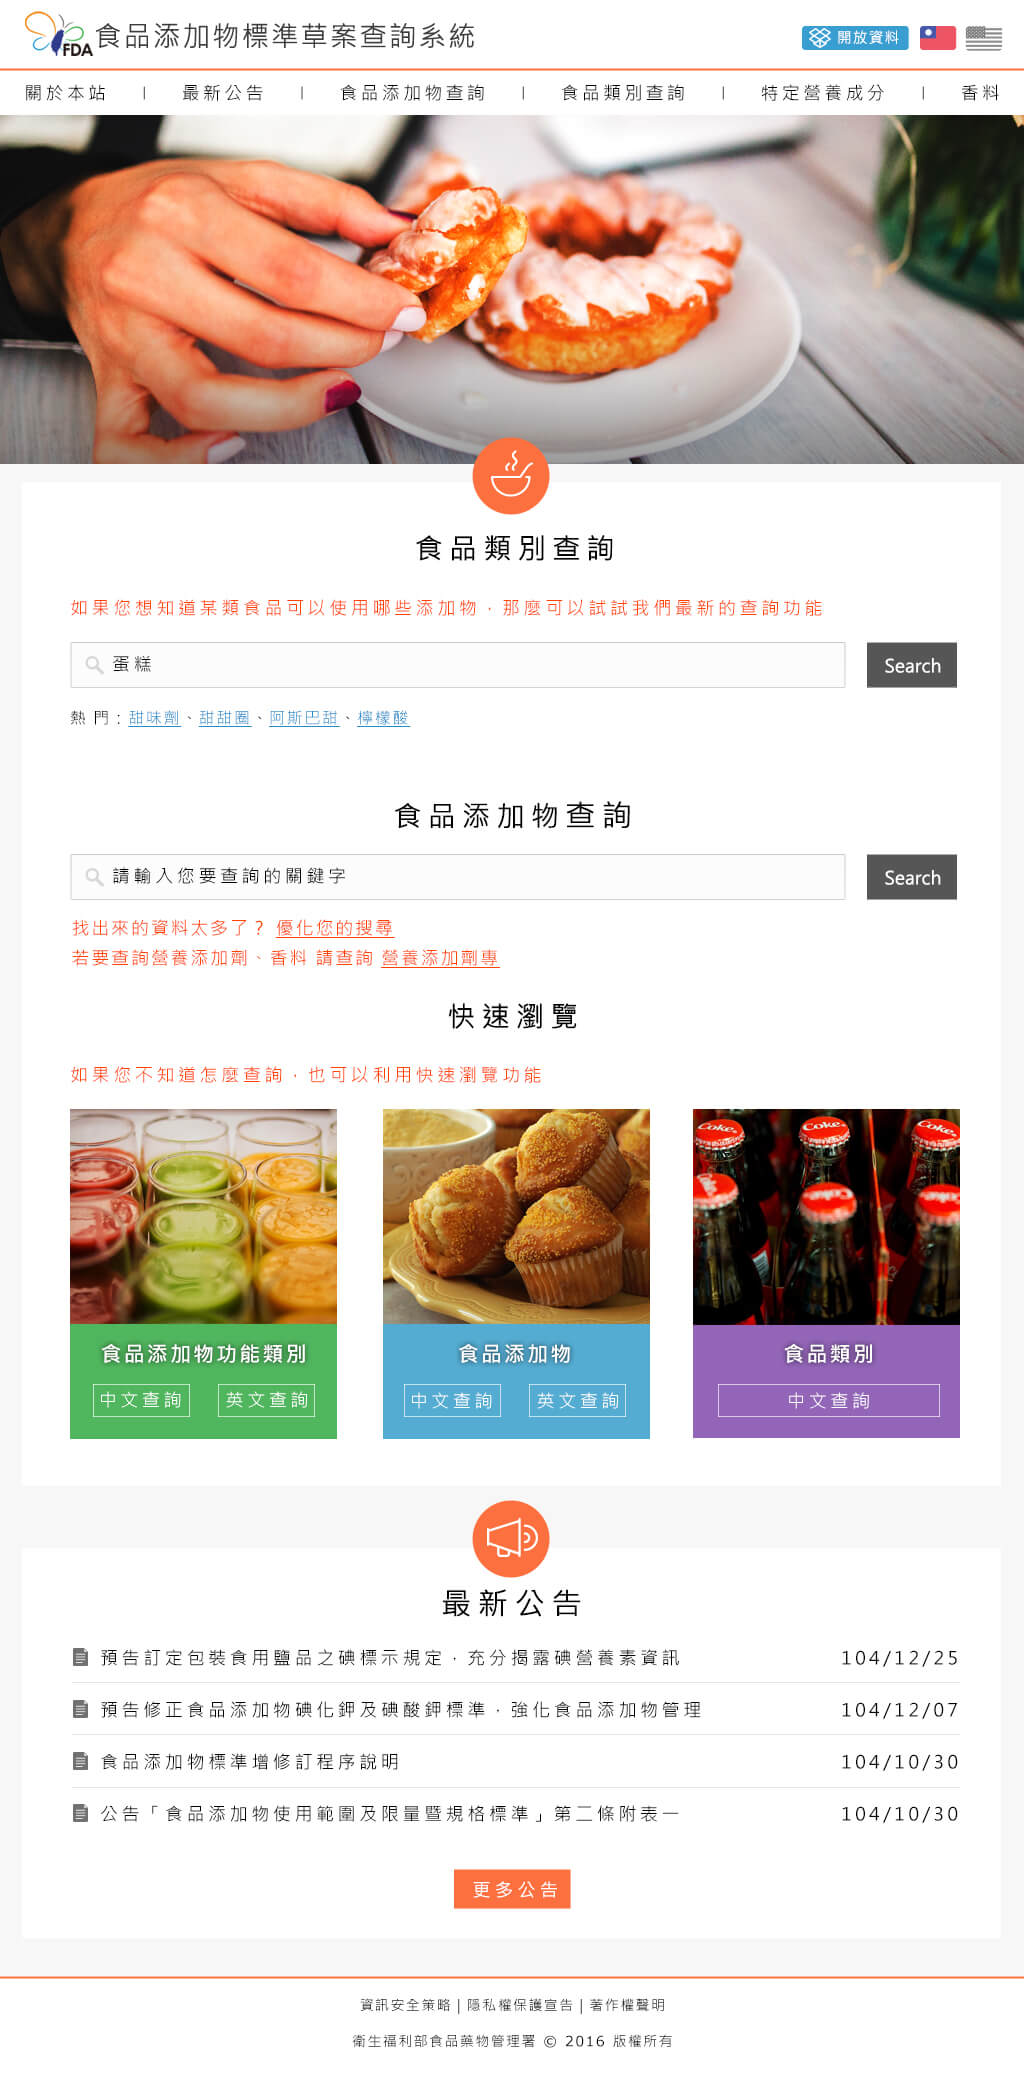 FDA 食品添加物標準草案查詢系統
開放資料
關於本站 | 最新公告 | 食品添加物查詢 | 食品類別查詢 | 特定營養成分 | 香料
食品類別查詢
如果您想知道某類食品可以使用哪些添加物，那麼可以試試我們最新的查詢功能
蛋糕
Search
熱 門：甜味劑、甜甜圈、阿斯巴甜、檸檬酸
食品添加物查詢
請輸入您要查詢的關鍵字
Search
找出來的資料太多了？ 優化您的搜尋
若要查詢營養添加劑、香料 請查詢 營養添加劑專
快速瀏覽
如果您不知道怎麼查詢，也可以利用快速瀏覽功能
Coke Coke Coke
食品添加物功能類別
中文查詢 英文查詢
食品添加物
中文查詢 英文查詢
食品類別
中文查詢
最新公告
預告訂定包裝食用鹽品之碘標示規定，充分揭露碘營養素資訊 104/12/25
預告修正食品添加物碘化鉀及碘酸鉀標準，強化食品添加物管理 104/12/07
食品添加物標準增修訂程序說明 104/10/30
公告「食品添加物使用範圍及限量暨規格標準」第二條附表一 104/10/30
更多公告
資訊安全策略 | 隱私權保護宣告 | 著作權聲明
衛生福利部食品藥物管理署 © 2016 版權所有